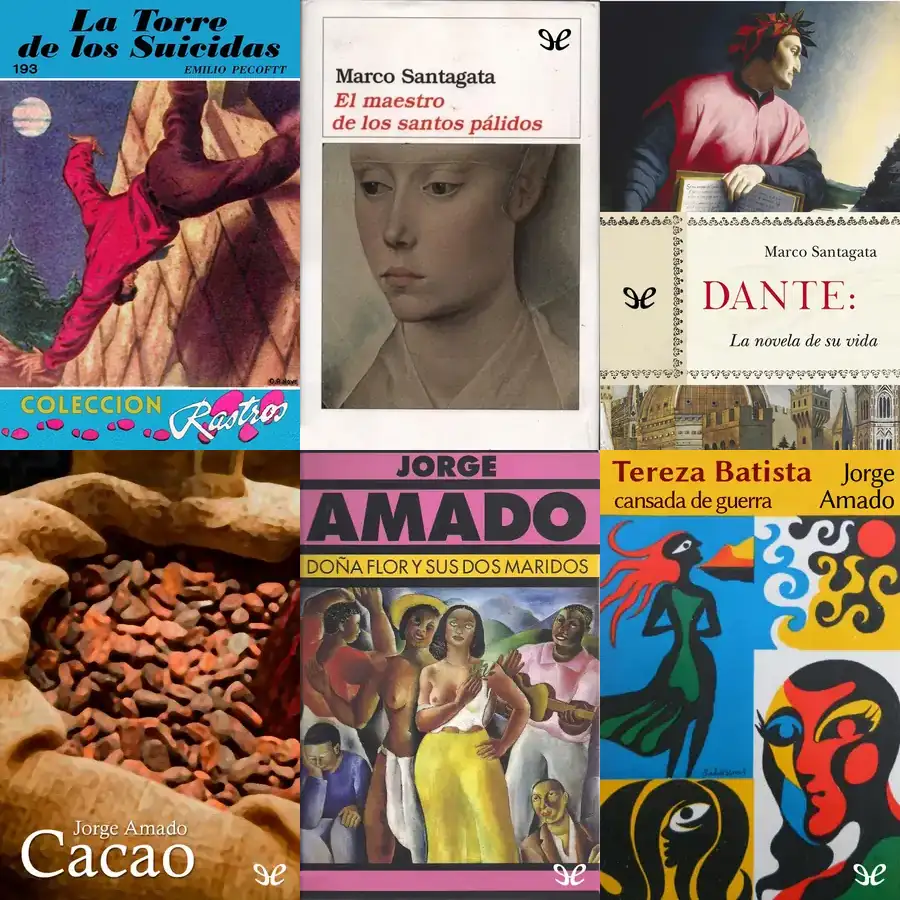 La Torre
de los Suicidas
193
EMILIO PECOFTT
COLECCION
Rastros
Marco Santagata
El maestro
de los santos pálidos
Marco Santagata
DANTE:
La novela de su vida
Jorge Amado
Cacao
JORGE
AMADO
DOÑA FLOR Y SUS DOS MARIDOS
Tereza Batista
cansada de guerra
Jorge
Amado